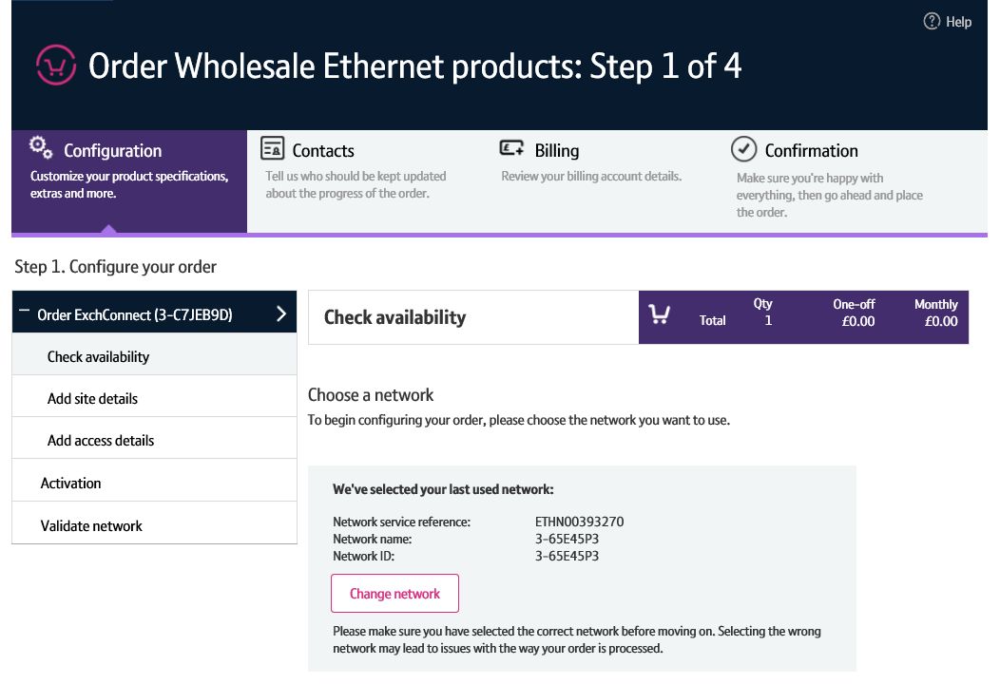 Help
Order Wholesale Ethernet products: Step 1 of 4
Configuration
Customize your product specifications,
extras and more.
Contacts
Tell us who should be kept updated
about the progress of the order.
Billing
Review your billing account details.
Confirmation
Make sure you're happy with
everything, then go ahead and place
the order.
Step 1. Configure your order
Order ExchConnect (3-C7JEB9D)
Check availability
Add site details
Add access details
Activation
Validate network
Check availability
Total
Qty
1
One-off
£0.00
Monthly
£0.00
Choose a network
To begin configuring your order, please choose the network you want to use.
We've selected your last used network:
Network service reference: ETHN00393270
Network name: 3-65E45P3
Network ID: 3-65E45P3
Change network
Please make sure you have selected the correct network before moving on. Selecting the wrong
network may lead to issues with the way your order is processed.